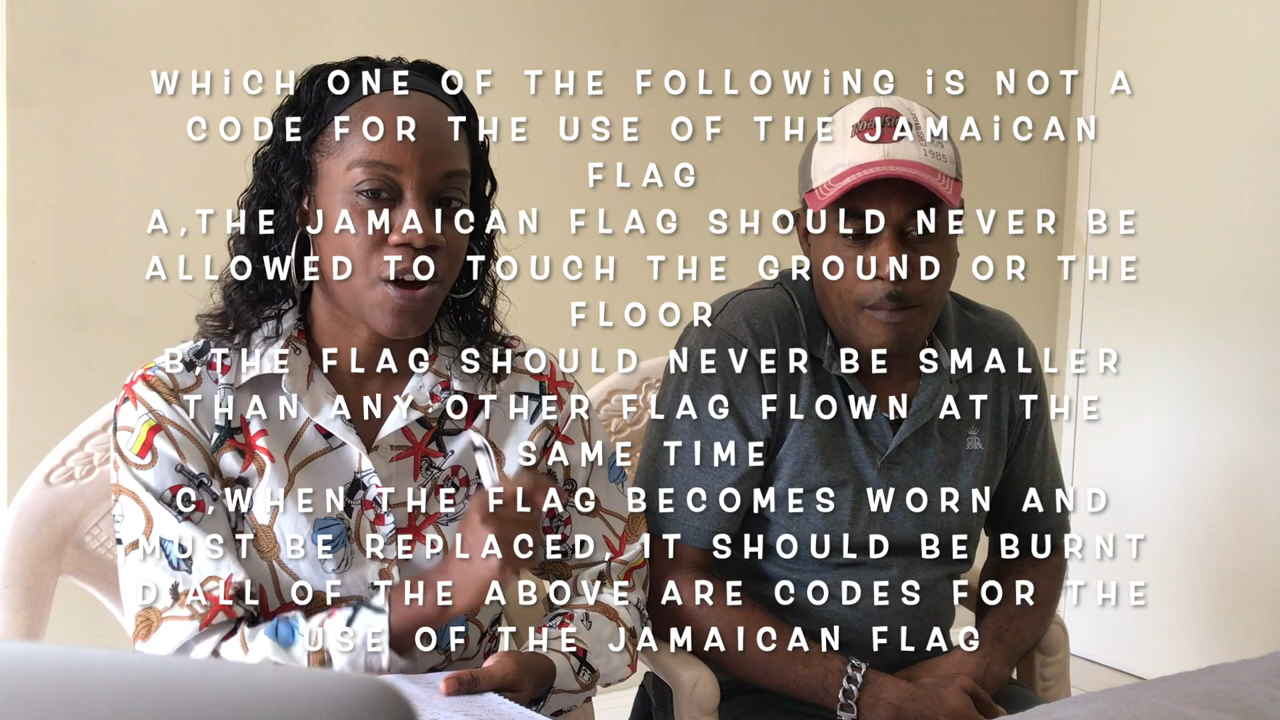 WHiCH ONE OF THE FOLLOWiNG iS NOT A
CODE FOR THE USE OF THE JAMAiCAN
FLAG
A,THE JAMAICAN FLAG SHOULD NEVER BE
ALLOWED TO TOUCH THE GROUND OR THE
FLOOR
B,THE FLAG SHOULD NEVER BE SMALLER
THAN ANY OTHER FLAG FLOWN AT THE
SAME TIME
C,WHEN THE FLAG BECOMES WORN AND
MUST BE REPLACED, IT SHOULD BE BURNT
D,ALL OF THE ABOVE ARE CODES FOR THE
USE OF THE JAMAICAN FLAG
1985